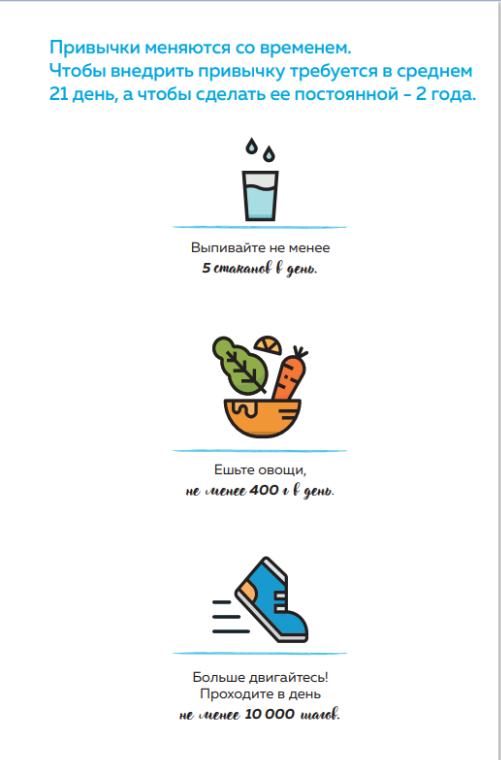 Привычки меняются со временем.
Чтобы внедрить привычку требуется в среднем
21 день, а чтобы сделать ее постоянной - 2 года.
Выпивайте не менее
5 стаканов в день.
Ешьте овощи,
не менее 400 г в день.
Больше двигайтесь!
Проходите в день
не менее 10 000 шагов.